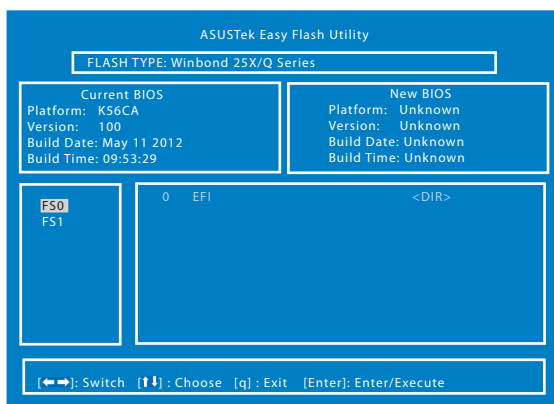 ASUSTek Easy Flash Utility
FLASH TYPE: Winbond 25X/Q Series
Current BIOS
Platform: K56CA
Version: 100
Build Date: May 11 2012
Build Time: 09:53:29
New BIOS
Platform: Unknown
Version: Unknown
Build Date: Unknown
Build Time: Unknown
FS0
FS1
0 EFI <DIR>
[←→]: Switch [↑↓] : Choose [q] : Exit [Enter]: Enter/Execute